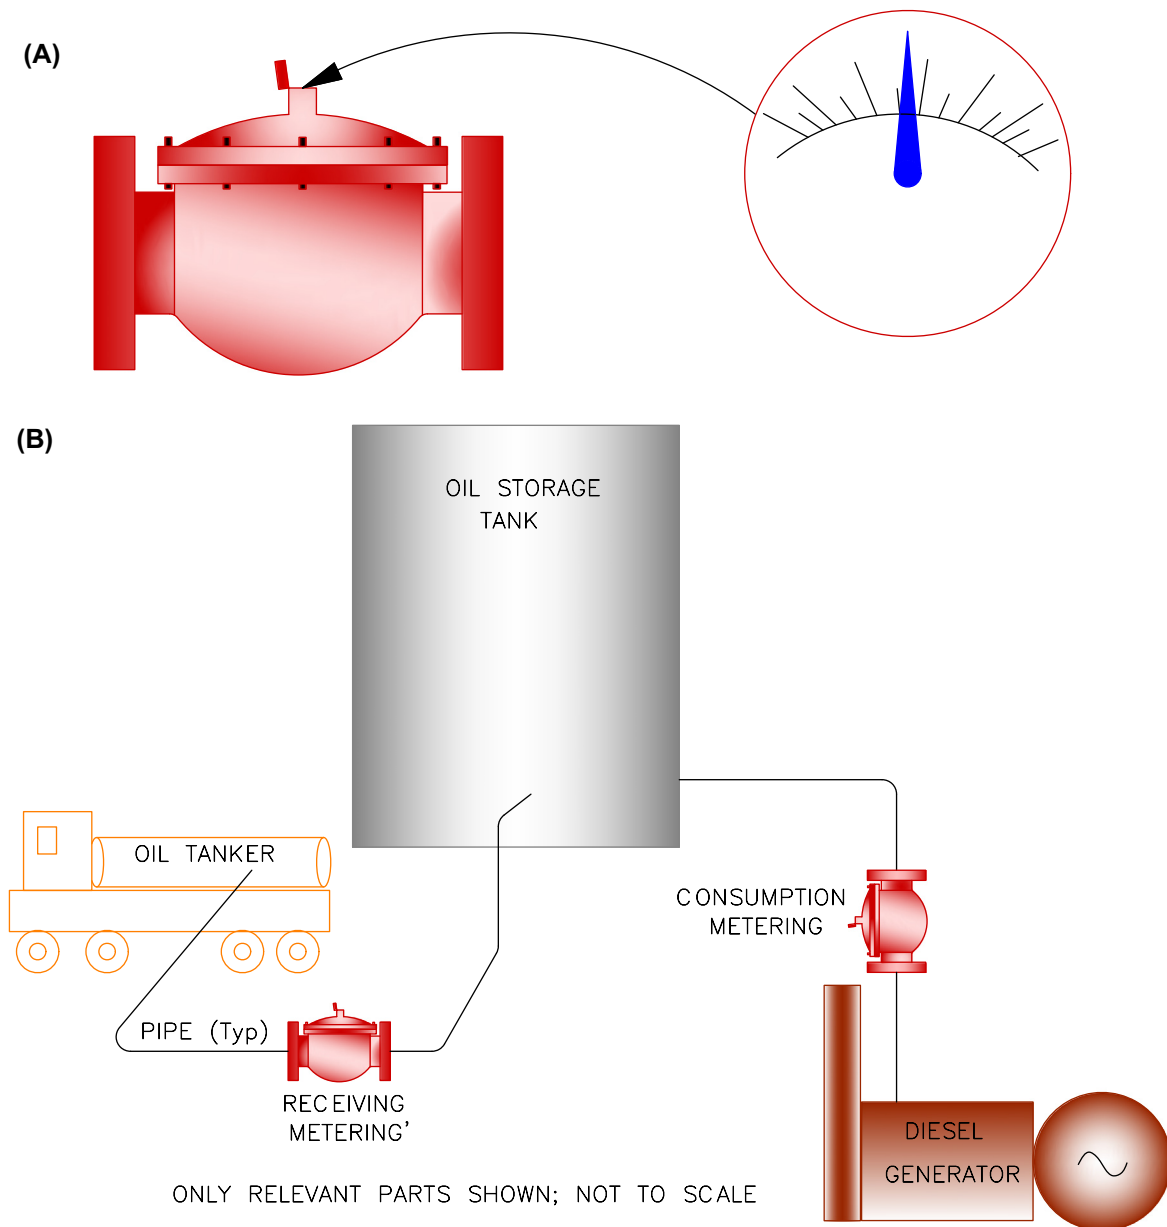 (A)
(B)
OIL STORAGE
TANK
OIL TANKER
CONSUMPTION
METERING
PIPE (Typ)
RECEIVING
METERING'
DIESEL
GENERATOR
ONLY RELEVANT PARTS SHOWN; NOT TO SCALE